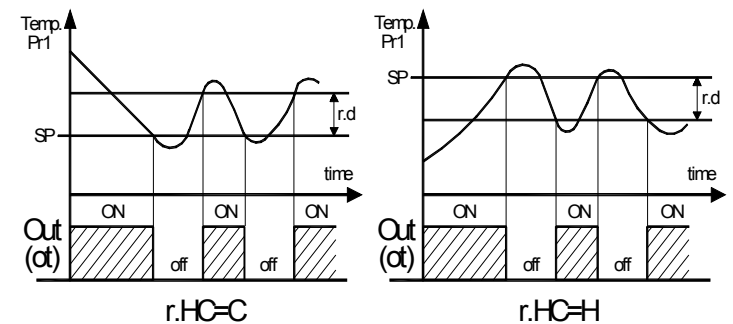 Temp.
Pr1
r.d
SP
time
ON ON ON
Out
(ot)
off off
r.HC=C
Temp.
Pr1
SP
r.d
time
ON ON ON
Out
(ot)
off off
r.HC=H